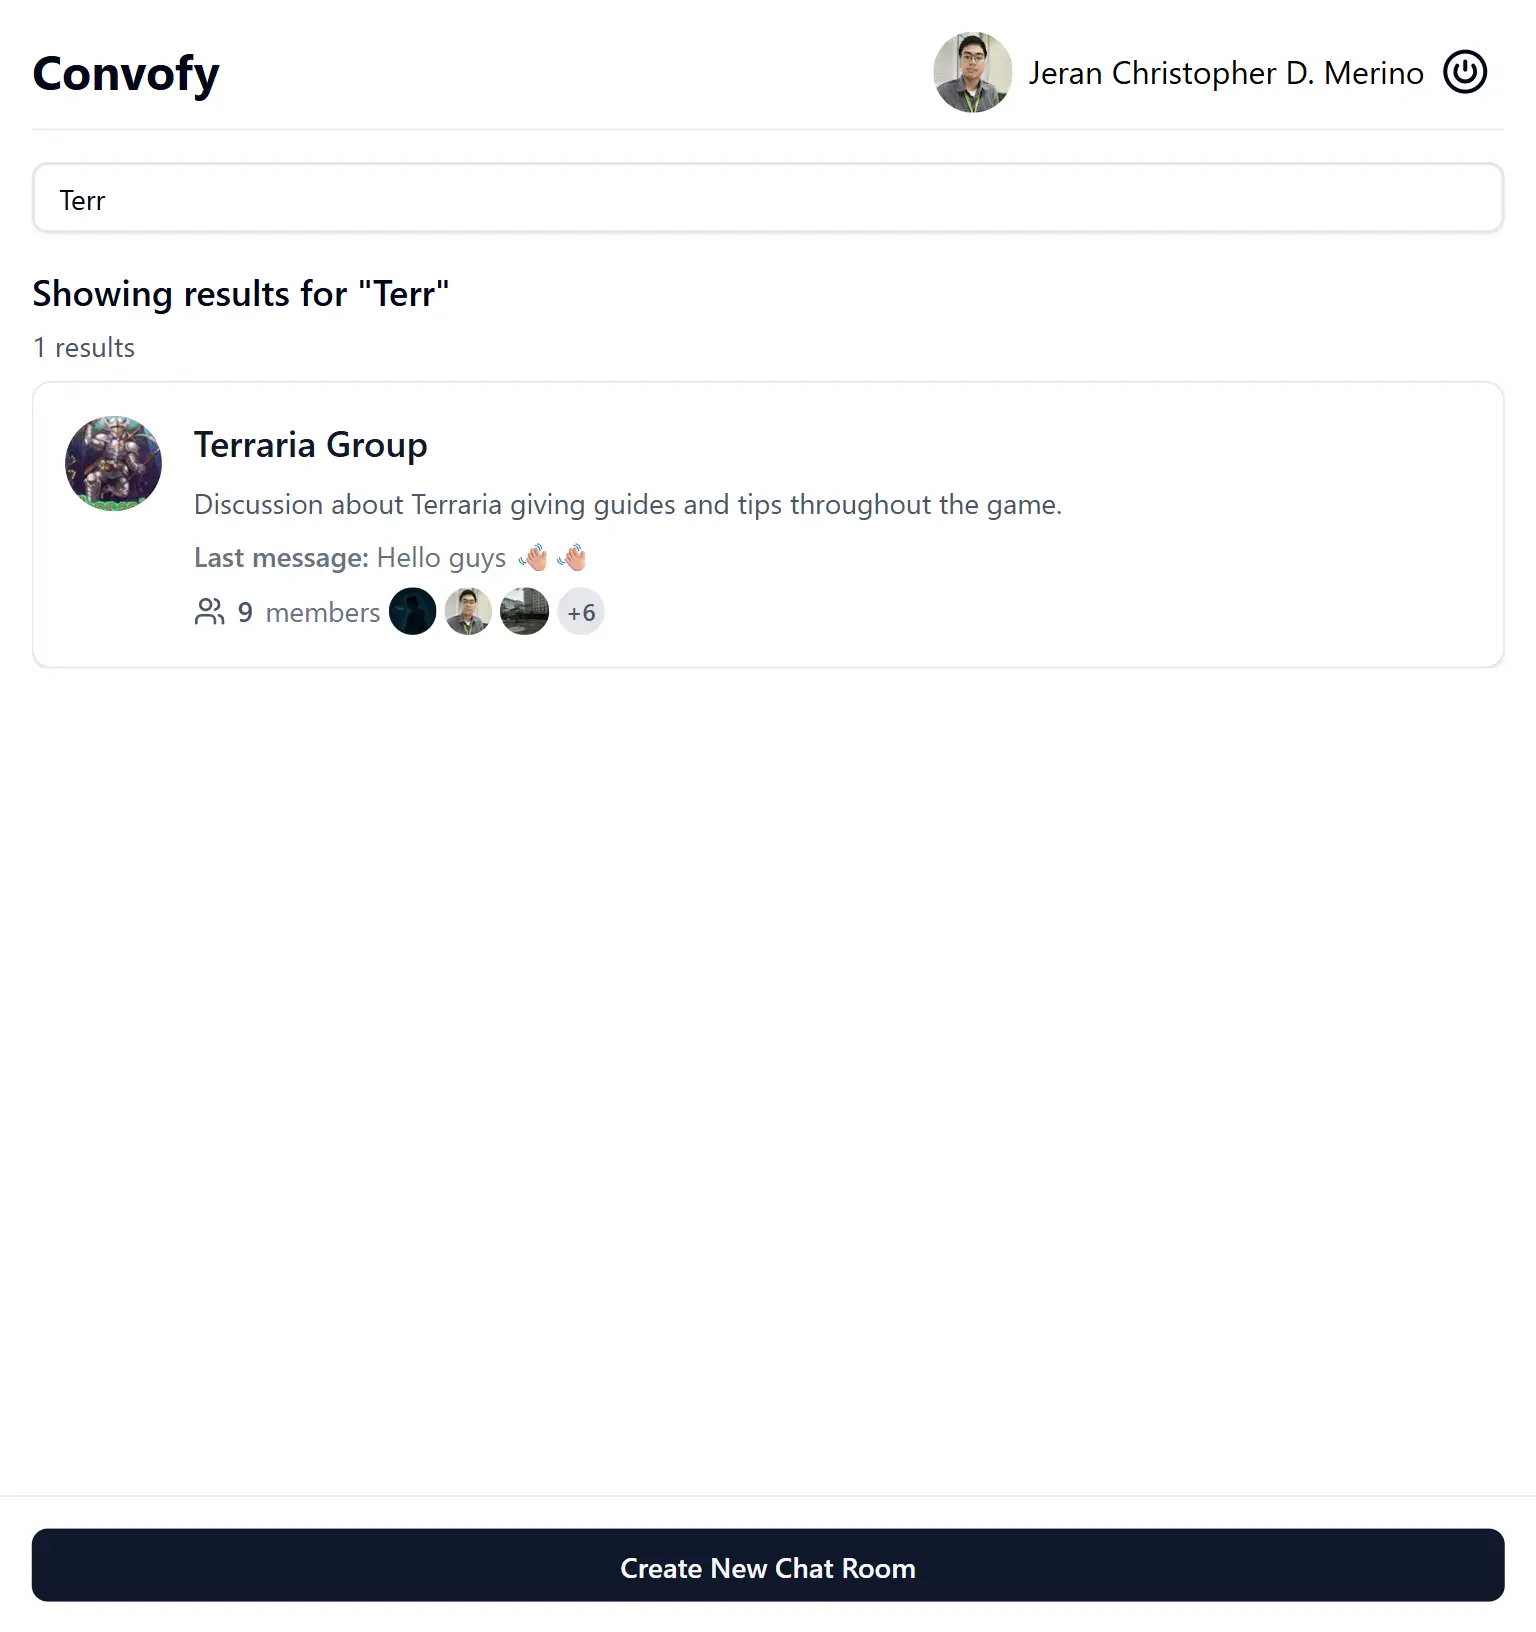 Convofy
Jeran Christopher D. Merino
Terr
Showing results for "Terr"
1 results
Terraria Group
Discussion about Terraria giving guides and tips throughout the game.
Last message: Hello guys 👋🏼 👋🏼
9 members +6
Create New Chat Room